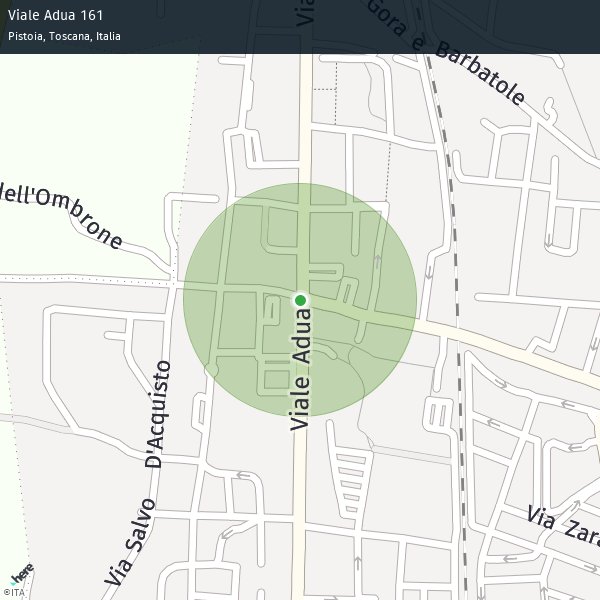 Viale Adua 161
Pistoia, Toscana, Italia
Viale Adua
Gora e Barbatole
dell'Ombrone
Viale Adua
Via Salvo D'Acquisto
Via Zara
here
©ITA